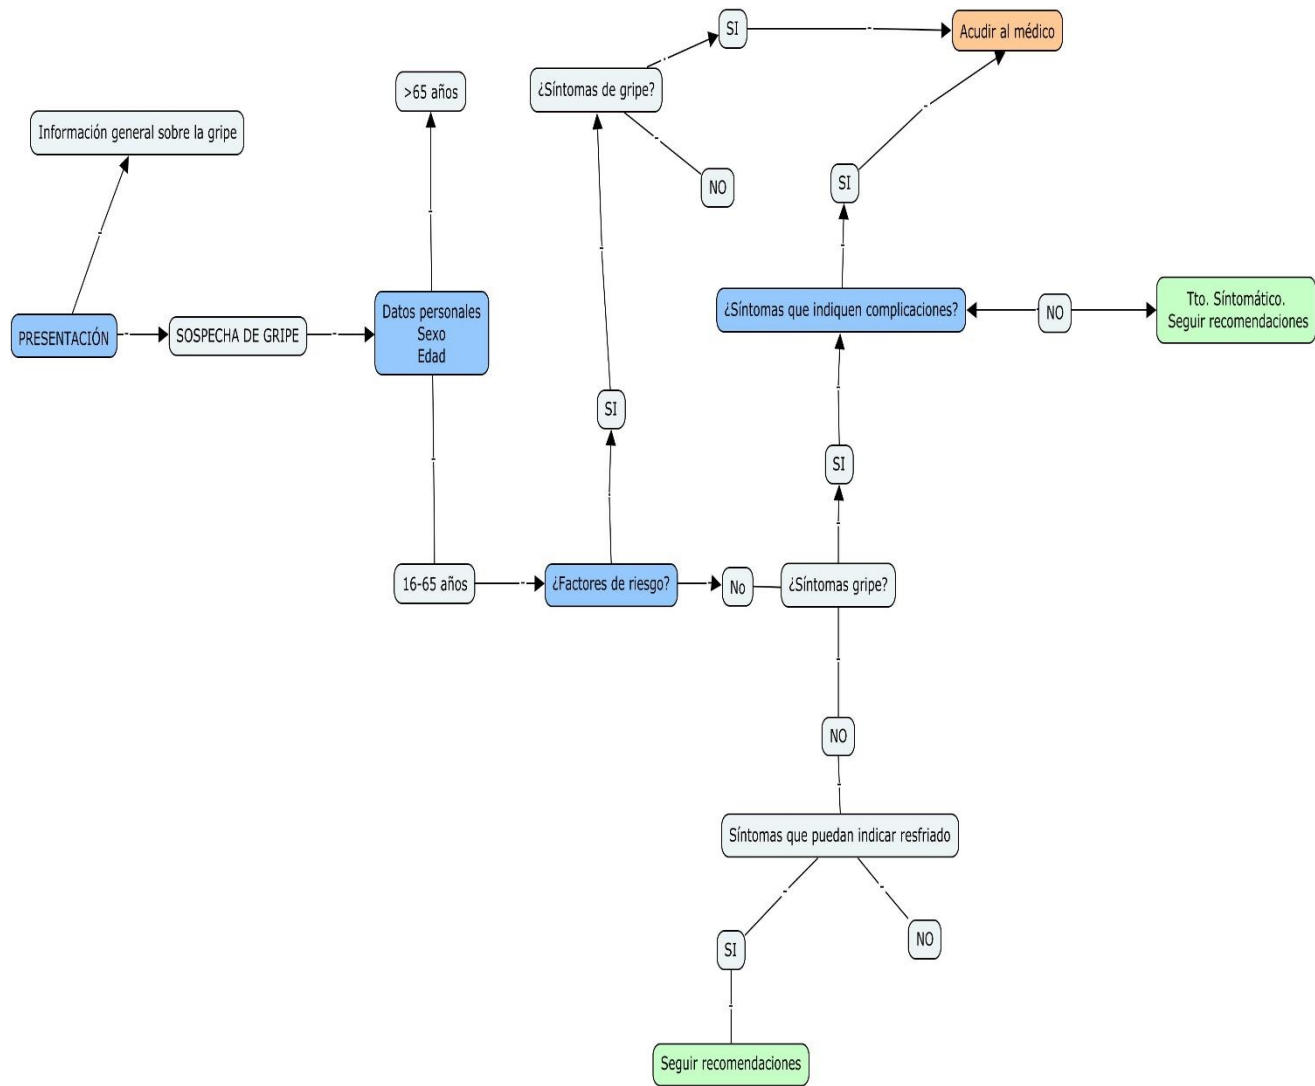 SI
Acudir al médico
>65 años
¿Síntomas de gripe?
Información general sobre la gripe
NO
SI
PRESENTACIÓN
SOSPECHA DE GRIPE
Datos personales
Sexo
Edad
¿Síntomas que indiquen complicaciones?
NO
Tto. Síntomático.
Seguir recomendaciones
SI
SI
16-65 años
¿Factores de riesgo?
No
¿Síntomas gripe?
NO
Síntomas que puedan indicar resfriado
SI
NO
Seguir recomendaciones